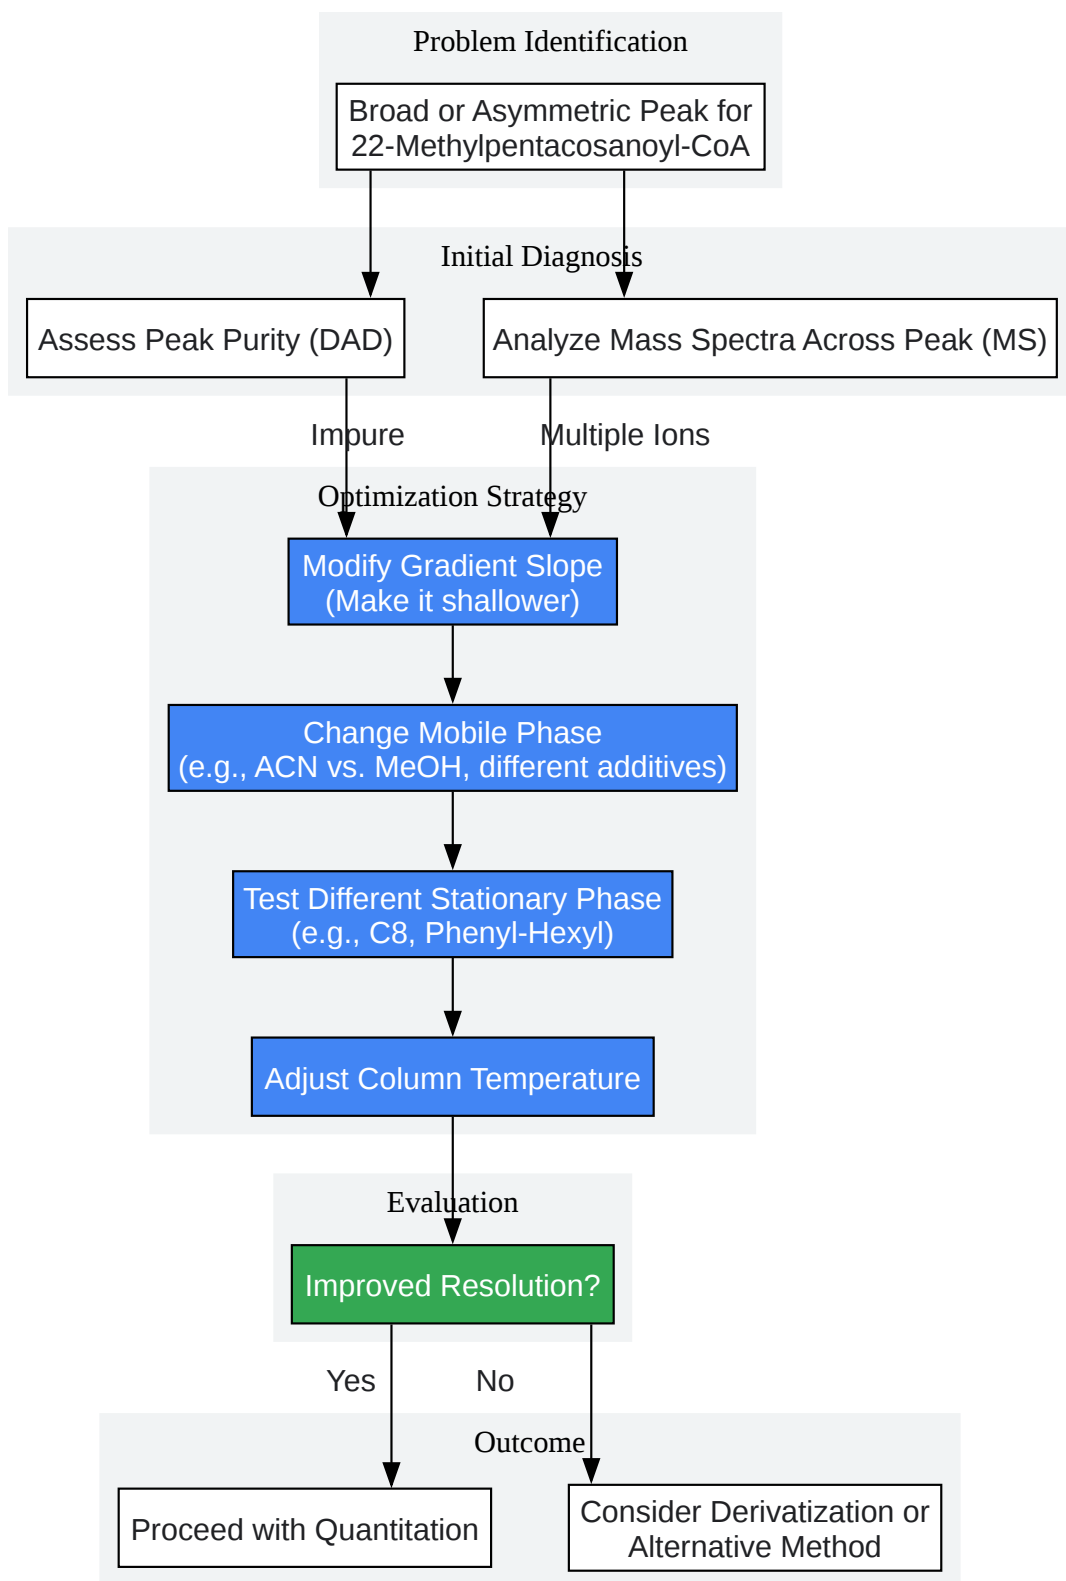 Problem Identification
Broad or Asymmetric Peak for
22-Methylpentacosanoyl-CoA
Initial Diagnosis
Assess Peak Purity (DAD)
Analyze Mass Spectra Across Peak (MS)
Impure
Multiple Ions
Optimization Strategy
Modify Gradient Slope
(Make it shallower)
Change Mobile Phase
(e.g., ACN vs. MeOH, different additives)
Test Different Stationary Phase
(e.g., C8, Phenyl-Hexyl)
Adjust Column Temperature
Evaluation
Improved Resolution?
Yes
No
Outcome
Proceed with Quantitation
Consider Derivatization or
Alternative Method